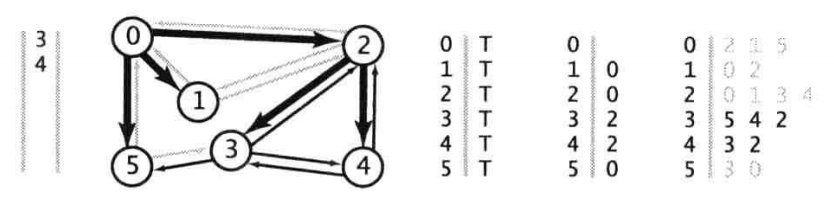 3
4
0
2
1
3
5
4
0 T
1 T
2 T
3 T
4 T
5 T
0
1 0
2 0
3 2
4 2
5 0
0 2 1 5
1 0 2
2 0 1 3 4
3 5 4 2
4 3 2
5 3 0